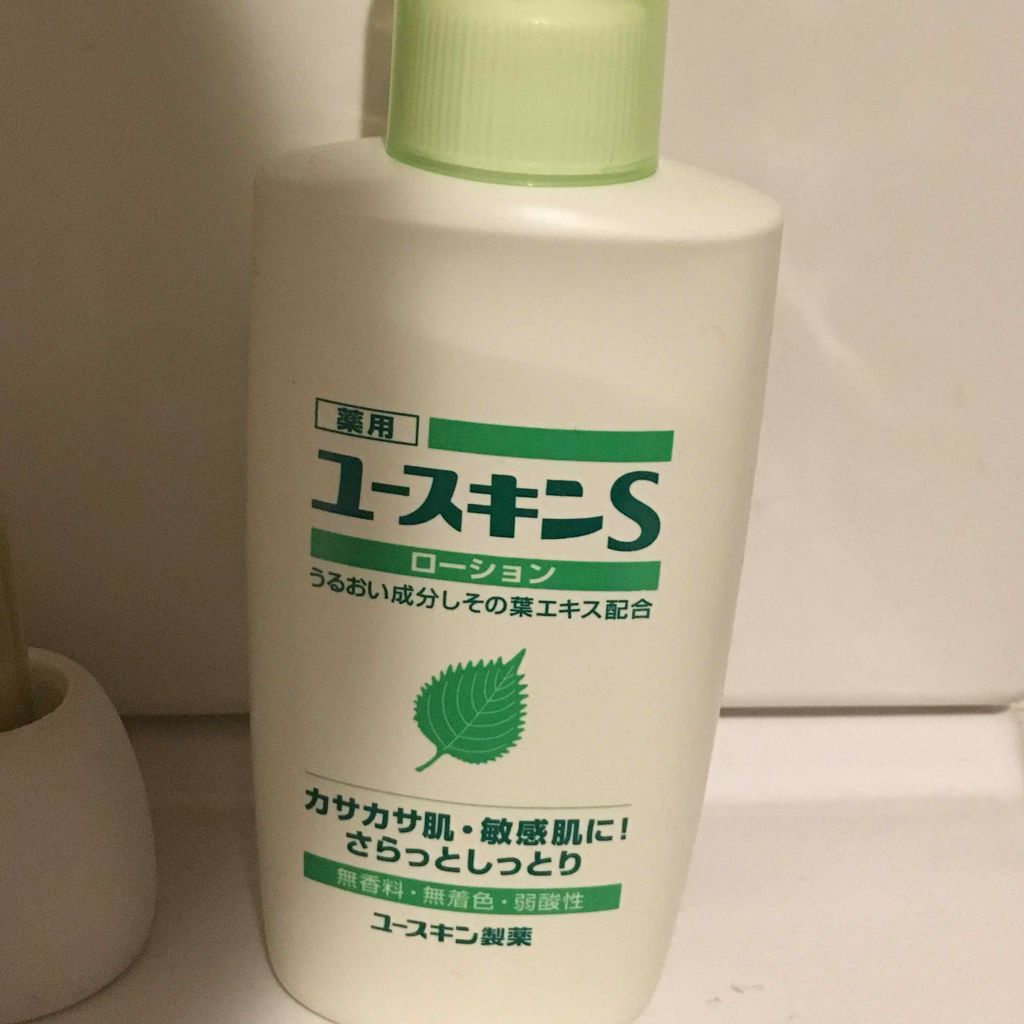 薬用
ユースキンS
ローション
うるおい成分しその葉エキス配合
カサカサ肌・敏感肌に!
さらっとしっとり
無香料・無着色・弱酸性
ユースキン製薬